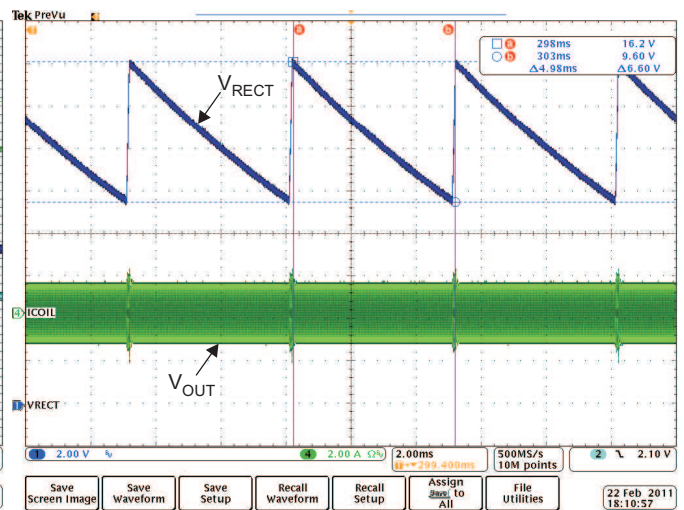 Tek PreVu
a
b
a 298ms 16.2 V
b 303ms 9.60 V
Δ4.98ms Δ6.60 V
VRECT
4 ICOIL
VOUT
1 VRECT
1 2.00 V
4 2.00 A Ω
2.00ms
299.400ms
500MS/s
10M points
2 2.10 V
Save Screen Image
Save Waveform
Save Setup
Recall Waveform
Recall Setup
Assign Save to All
File Utilities
22 Feb 2011
18:10:57